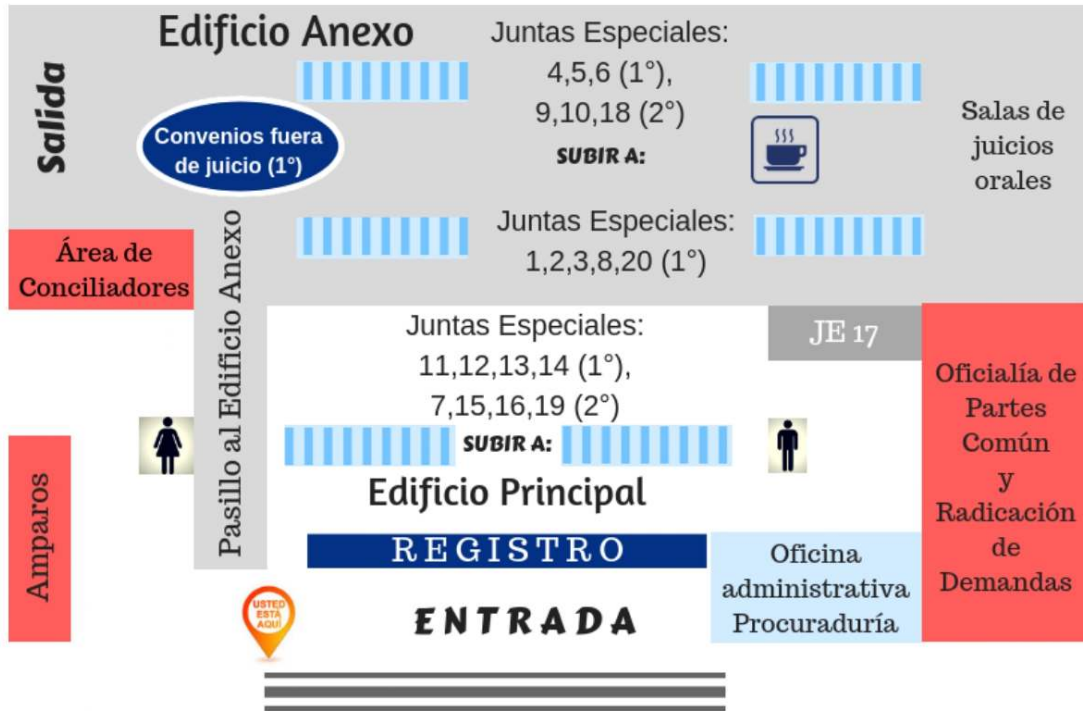 Edificio Anexo
Juntas Especiales:
4,5,6 (1°),
9,10,18 (2°)
SUBIR A:
Salida
Convenios fuera
de juicio (1°)
Salas de
juicios
orales
Juntas Especiales:
1,2,3,8,20 (1°)
Área de
Conciliadores
Pasillo al Edificio Anexo
Juntas Especiales:
11,12,13,14 (1°),
7,15,16,19 (2°)
SUBIR A:
JE 17
Oficialía de
Partes
Común
y
Radicación
de
Demandas
Amparos
Edificio Principal
REGISTRO
Oficina
administrativa
Procuraduría
USTED
ESTÁ
AQUÍ
ENTRADA